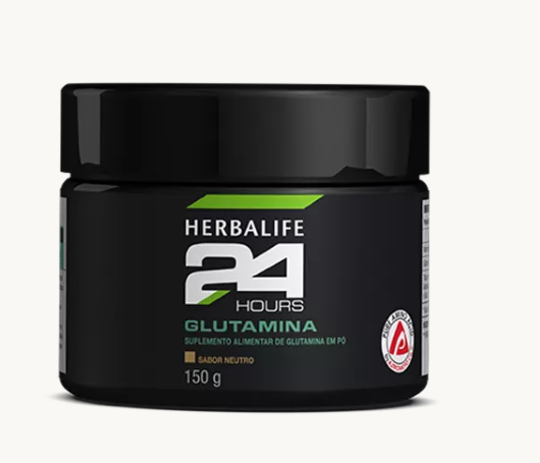 HERBALIFE
24
HOURS
GLUTAMINA
SUPLEMENTO ALIMENTAR DE GLUTAMINA EM PÓ
SABOR NEUTRO
150 g